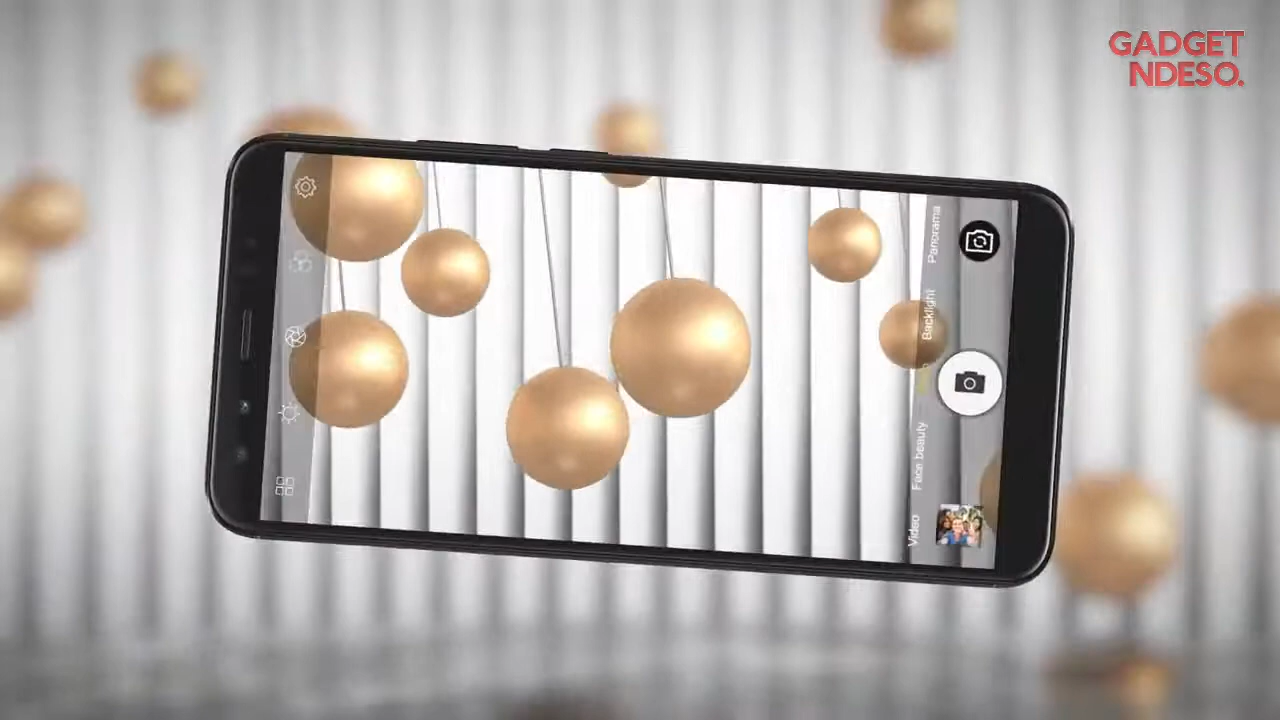 GADGET
NDESO.
Panorama
Backlight
Face beauty
Video